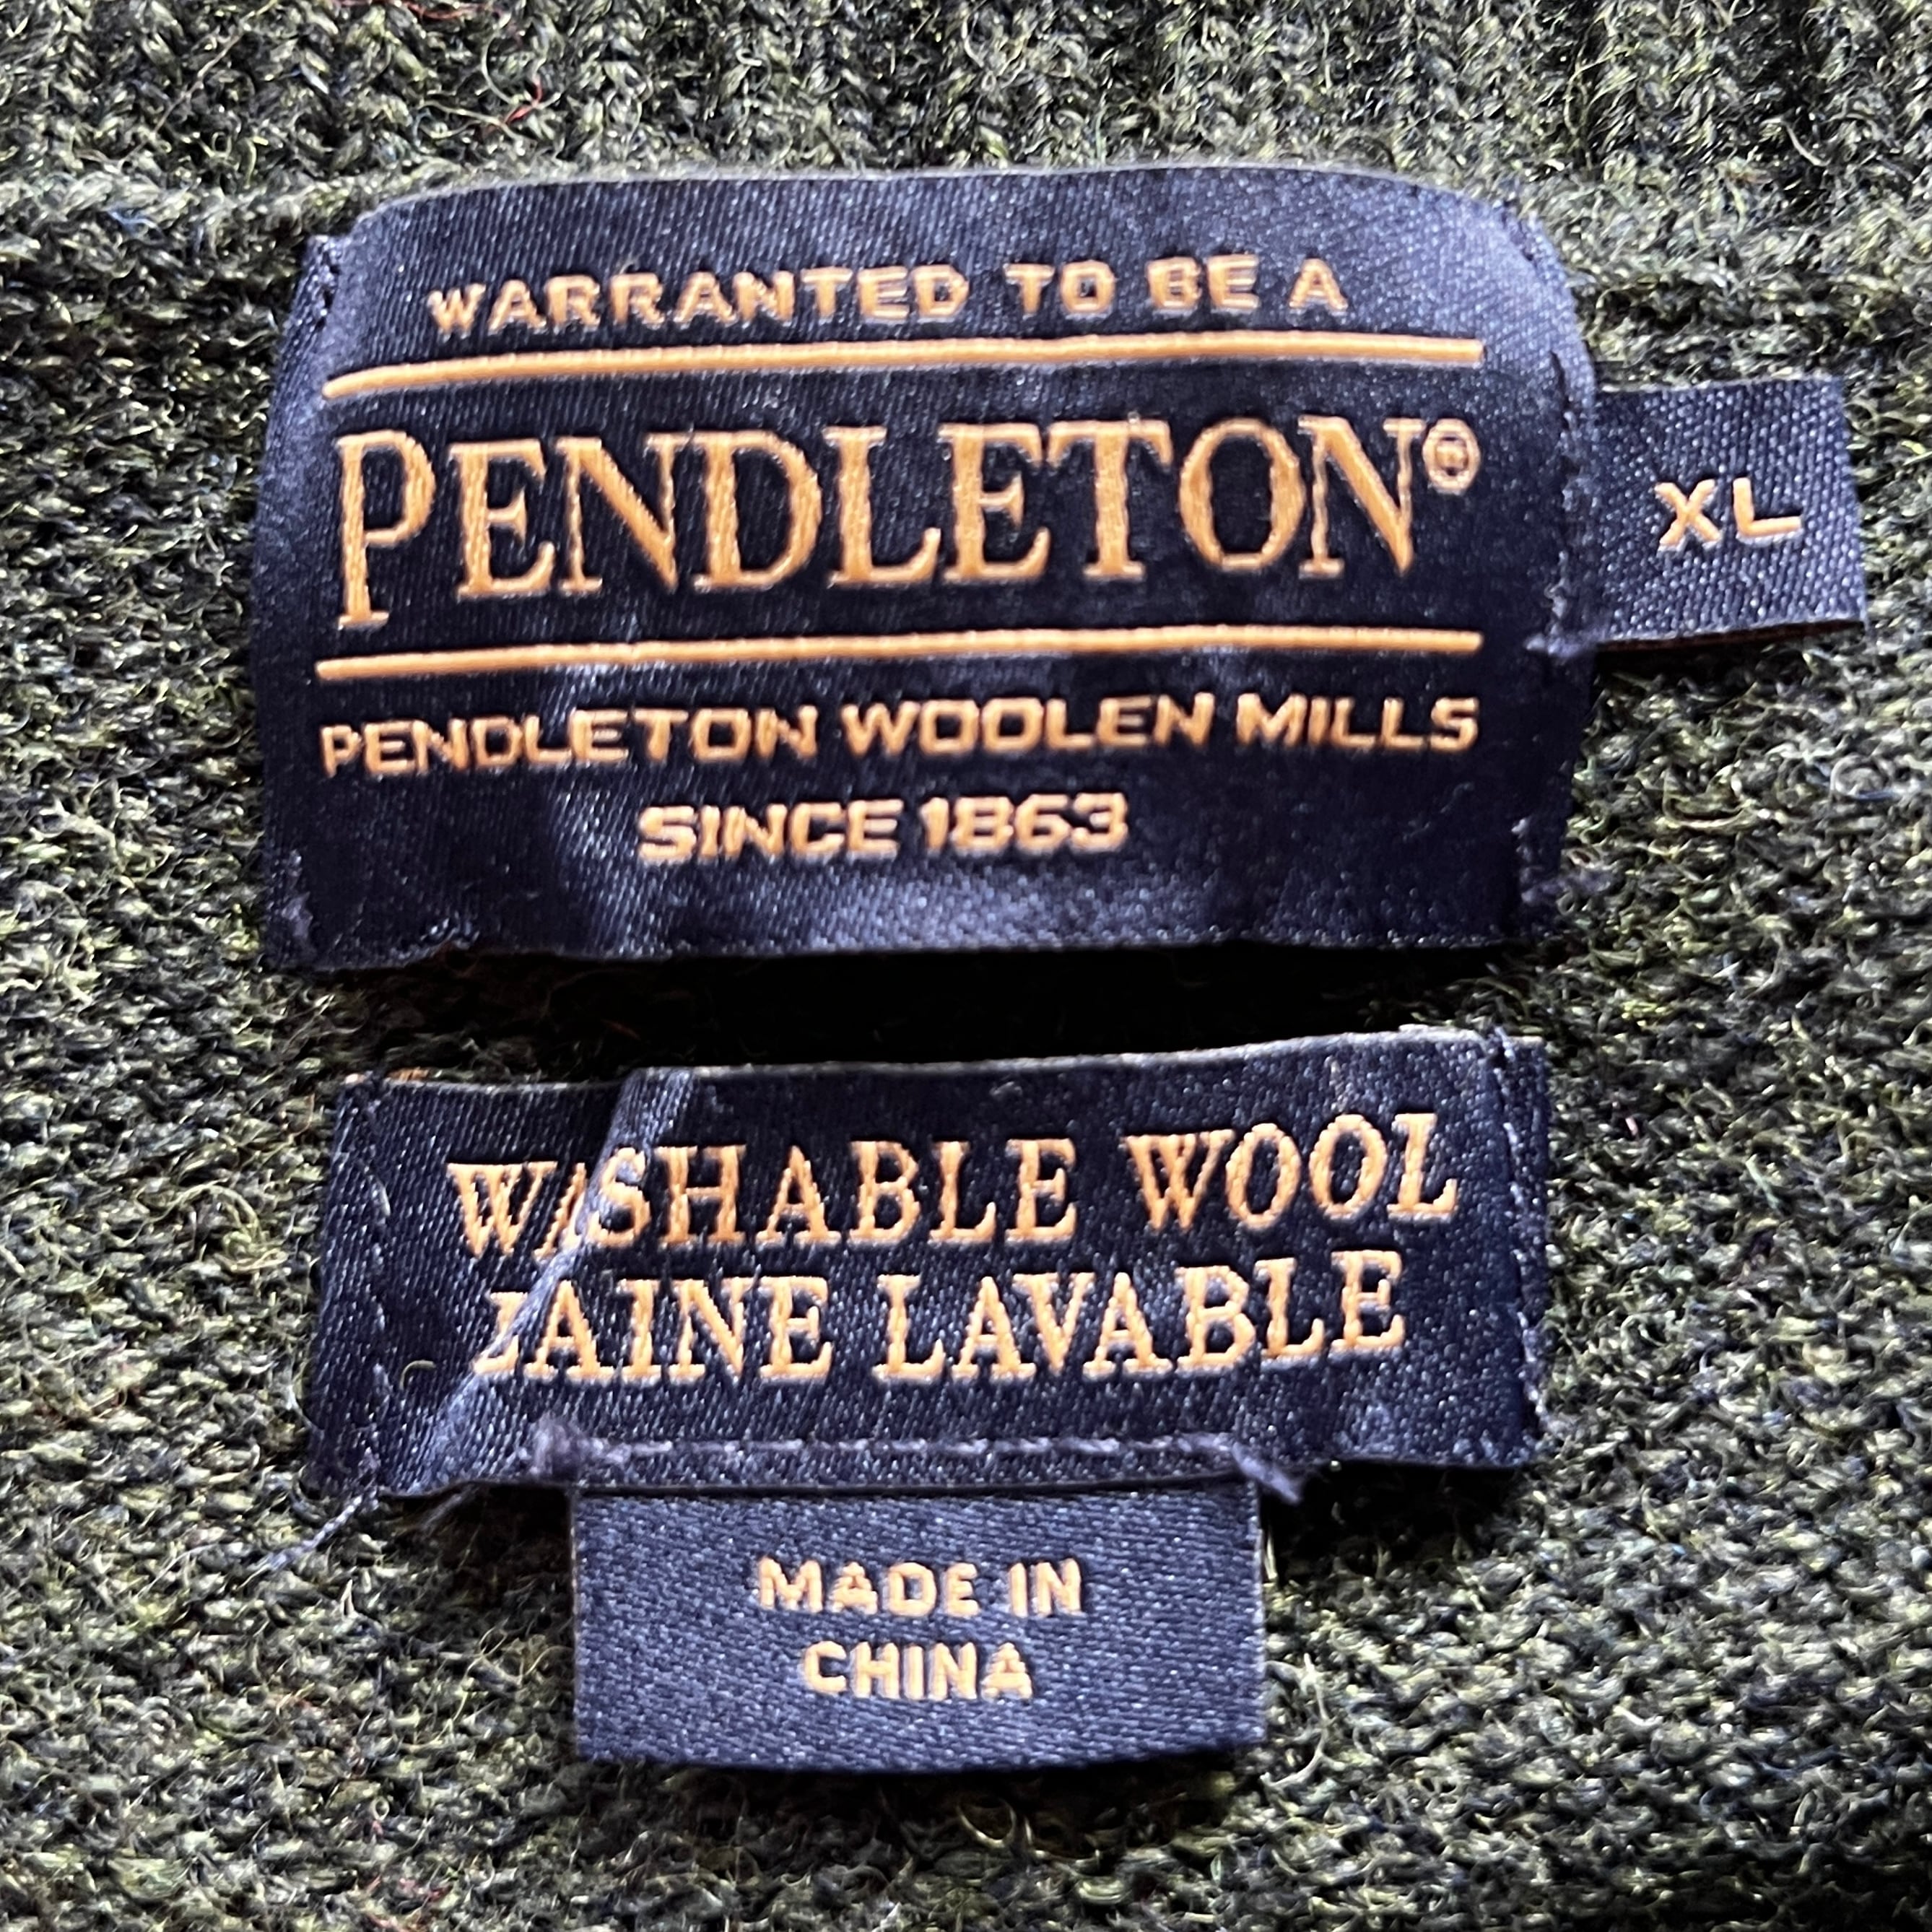 WARRANTED TO BE A
PENDLETON®
XL
PENDLETON WOOLEN MILLS
SINCE 1863
WASHABLE WOOL
LAINE LAVABLE
MADE IN
CHINA